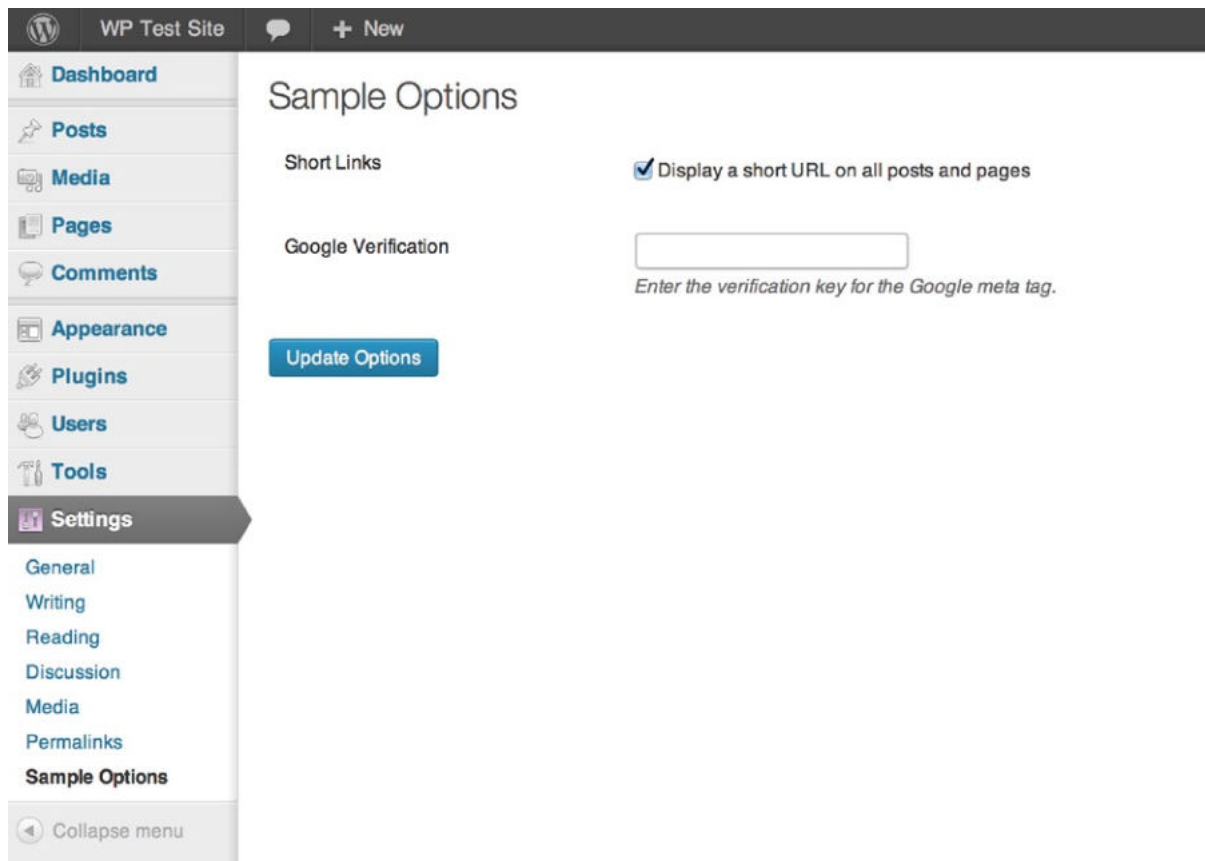 WP Test Site
+ New
Dashboard
Posts
Media
Pages
Comments
Appearance
Plugins
Users
Tools
Settings
General
Writing
Reading
Discussion
Media
Permalinks
Sample Options
Collapse menu
Sample Options
Short Links
Display a short URL on all posts and pages
Google Verification
Enter the verification key for the Google meta tag.
Update Options